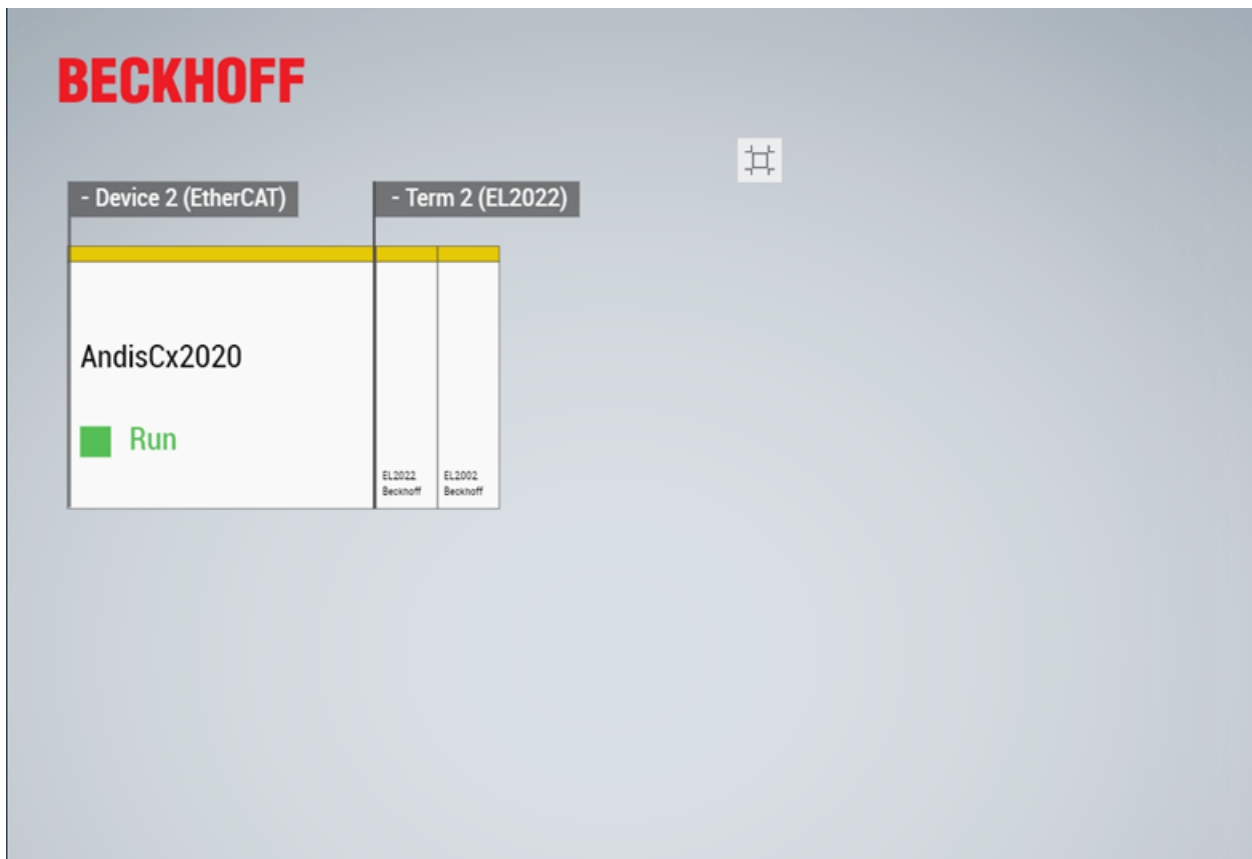 BECKHOFF
- Device 2 (EtherCAT)
- Term 2 (EL2022)
AndisCx2020
Run
EL2022
Beckhoff
EL2002
Beckhoff